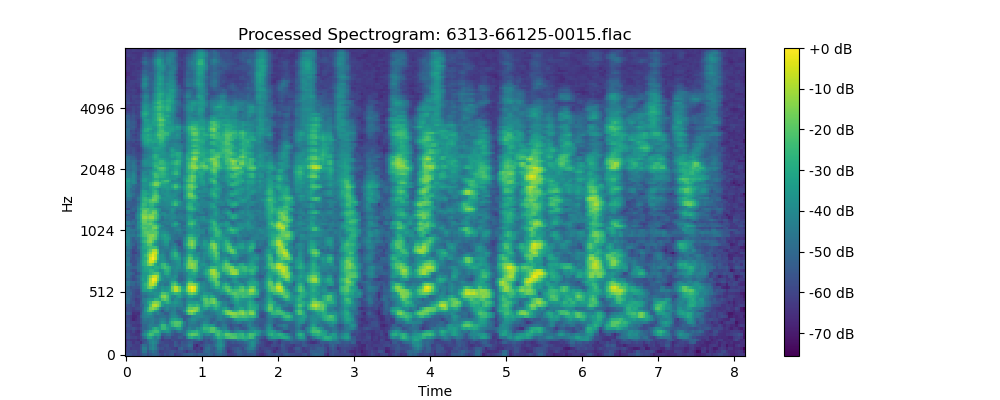 Processed Spectrogram: 6313-66125-0015.flac
Hz
4096
2048
1024
512
0
0 1 2 3 4 5 6 7 8
Time
+0 dB
-10 dB
-20 dB
-30 dB
-40 dB
-50 dB
-60 dB
-70 dB